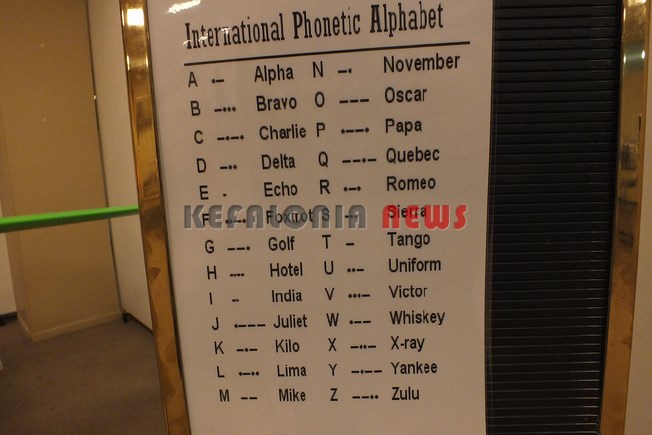 International Phonetic Alphabet
A •– Alpha N –• November
B –••• Bravo O ––– Oscar
C –•–• Charlie P •––• Papa
D –•• Delta Q ––•– Quebec
E • Echo R •–• Romeo
F Foxtrot S Sierra
KEFALONIA NEWS
G ––• Golf T – Tango
H •••• Hotel U ••– Uniform
I •• India V •••– Victor
J •––– Juliet W •–– Whiskey
K –•– Kilo X –••– X-ray
L •–•• Lima Y –•–– Yankee
M –– Mike Z ––•• Zulu